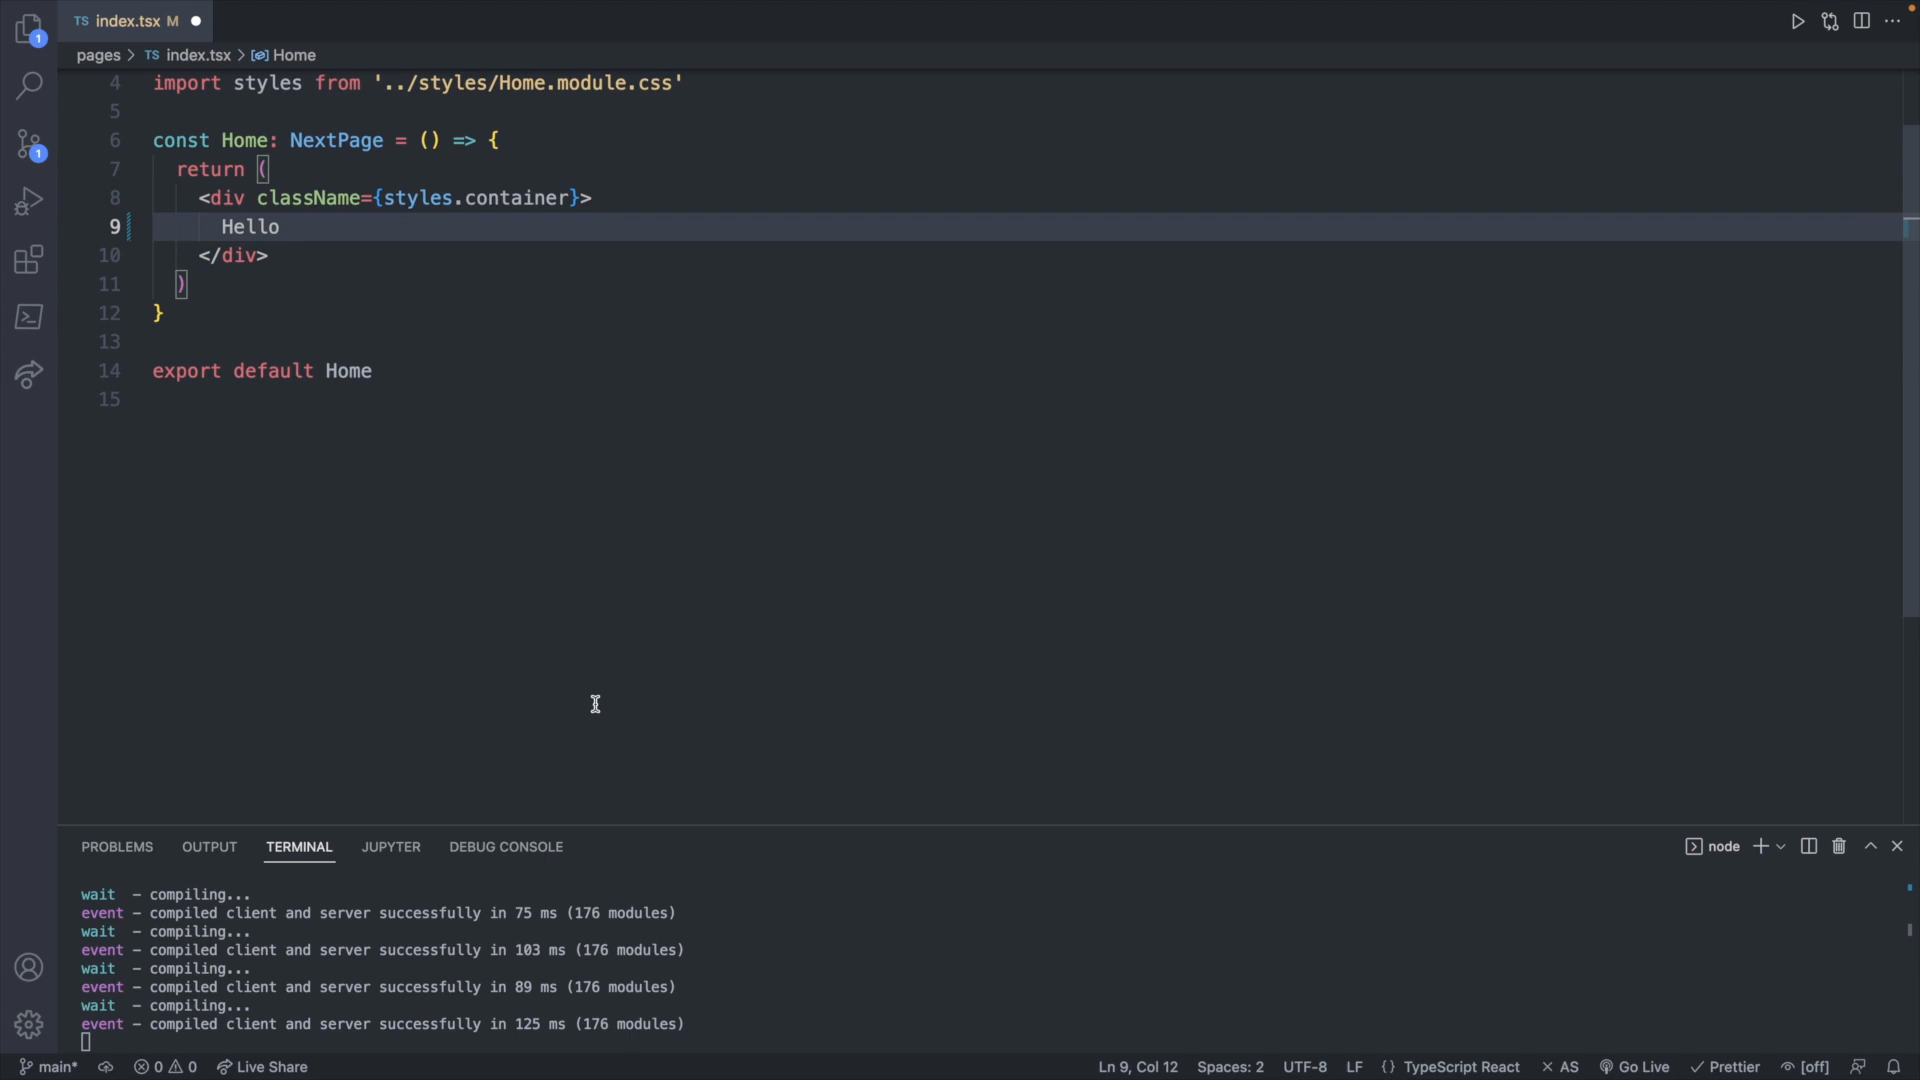 TS index.tsx M
pages > TS index.tsx > Home
4 import styles from '../styles/Home.module.css'
5
6 const Home: NextPage = () => {
7 return (
8 <div className={styles.container}>
9 Hello
10 </div>
11 )
12 }
13
14 export default Home
15
1
1
PROBLEMS OUTPUT TERMINAL JUPYTER DEBUG CONSOLE node
wait - compiling...
event - compiled client and server successfully in 75 ms (176 modules)
wait - compiling...
event - compiled client and server successfully in 103 ms (176 modules)
wait - compiling...
event - compiled client and server successfully in 89 ms (176 modules)
wait - compiling...
event - compiled client and server successfully in 125 ms (176 modules)
main* 0 0 Live Share Ln 9, Col 12 Spaces: 2 UTF-8 LF {} TypeScript React × AS Go Live ✓ Prettier [off]